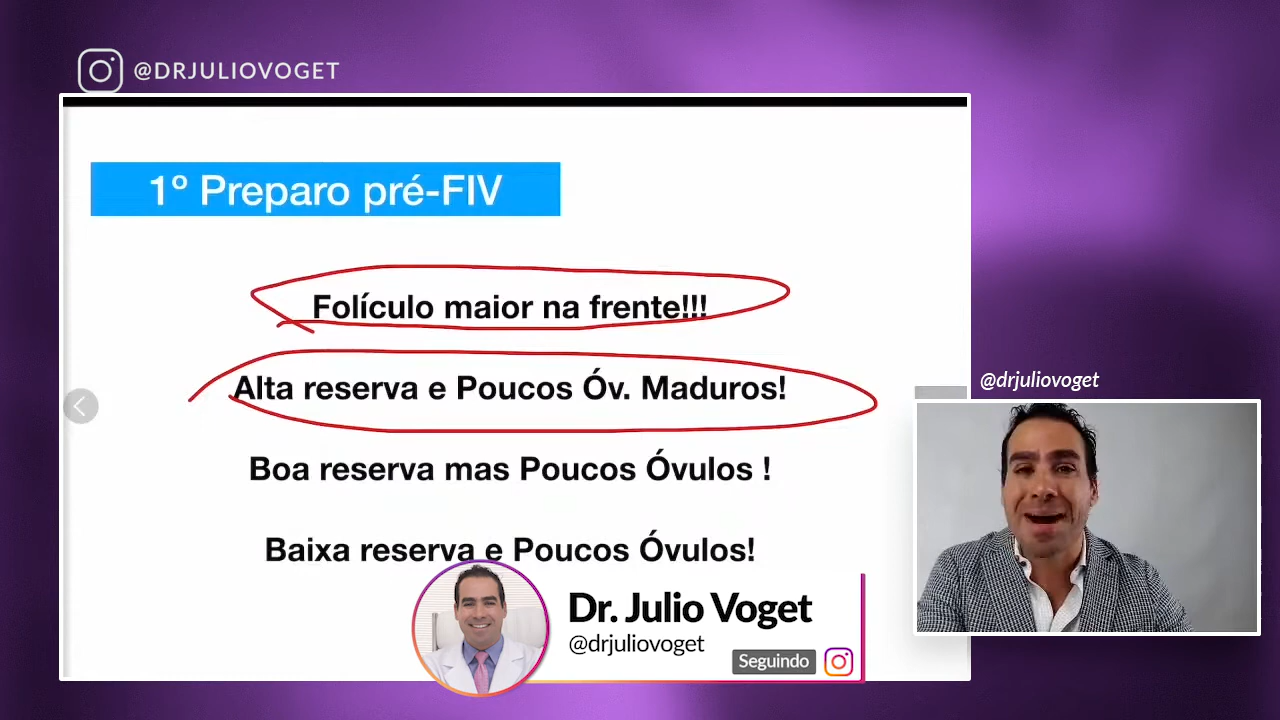 @DRJULIOVOGET
1º Preparo pré-FIV
Folículo maior na frente!!!
Alta reserva e Poucos Óv. Maduros!
Boa reserva mas Poucos Óvulos !
Baixa reserva e Poucos Óvulos!
@drjuliovoget
Dr. Julio Voget
@drjuliovoget
Seguindo